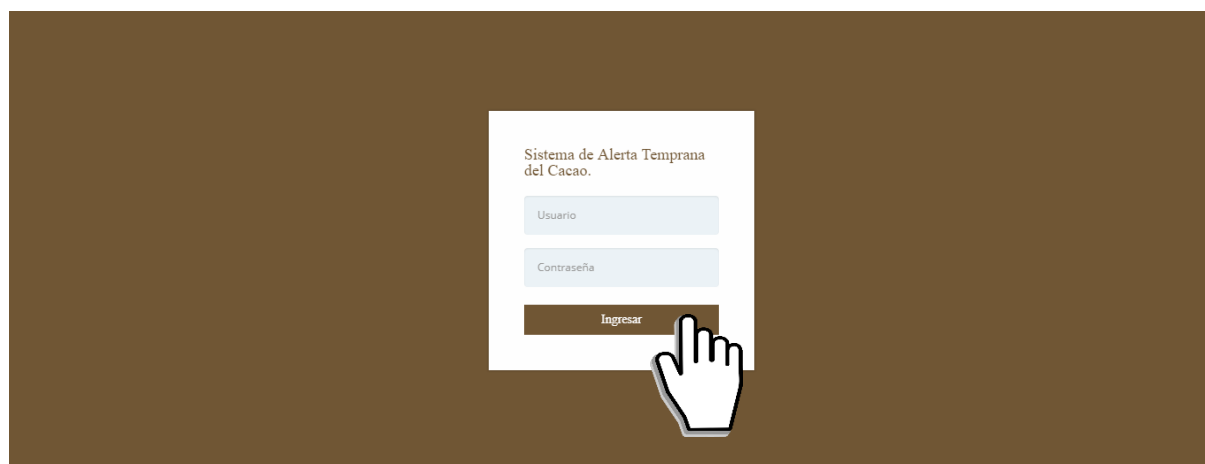 Sistema de Alerta Temprana
del Cacao.
Usuario
Contraseña
Ingresar